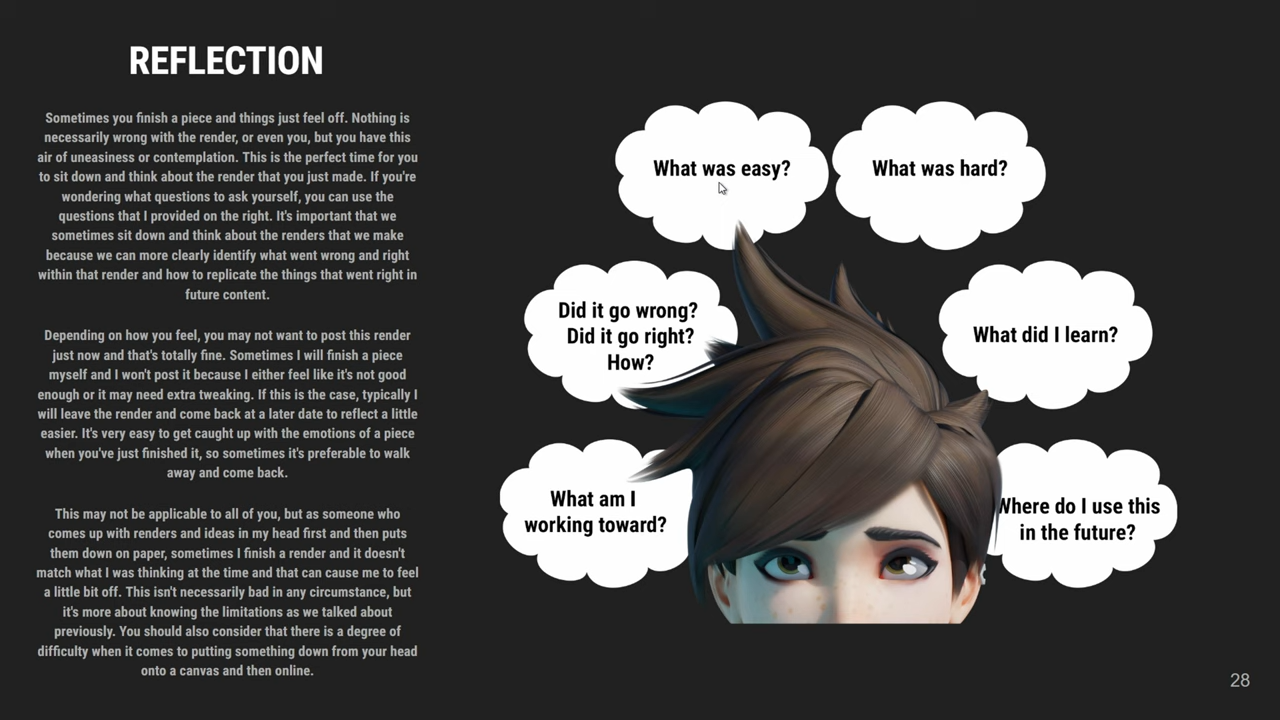 REFLECTION
Sometimes you finish a piece and things just feel off. Nothing is
necessarily wrong with the render, or even you, but you have this
air of uneasiness or contemplation. This is the perfect time for you
to sit down and think about the render that you just made. If you're
wondering what questions to ask yourself, you can use the
questions that I provided on the right. It's important that we
sometimes sit down and think about the renders that we make
because we can more clearly identify what went wrong and right
within that render and how to replicate the things that went right in
future content.
Depending on how you feel, you may not want to post this render
just now and that's totally fine. Sometimes I will finish a piece
myself and I won't post it because I either feel like it's not good
enough or it may need extra tweaking. If this is the case, typically I
will leave the render and come back at a later date to reflect a little
easier. It's very easy to get caught up with the emotions of a piece
when you've just finished it, so sometimes it's preferable to walk
away and come back.
This may not be applicable to all of you, but as someone who
comes up with renders and ideas in my head first and then puts
them down on paper, sometimes I finish a render and it doesn't
match what I was thinking at the time and that can cause me to feel
a little bit off. This isn't necessarily bad in any circumstance, but
it's more about knowing the limitations as we talked about
previously. You should also consider that there is a degree of
difficulty when it comes to putting something down from your head
onto a canvas and then online.
What was easy?
What was hard?
Did it go wrong?
Did it go right?
How?
What did I learn?
What am I
working toward?
Where do I use this
in the future?
28